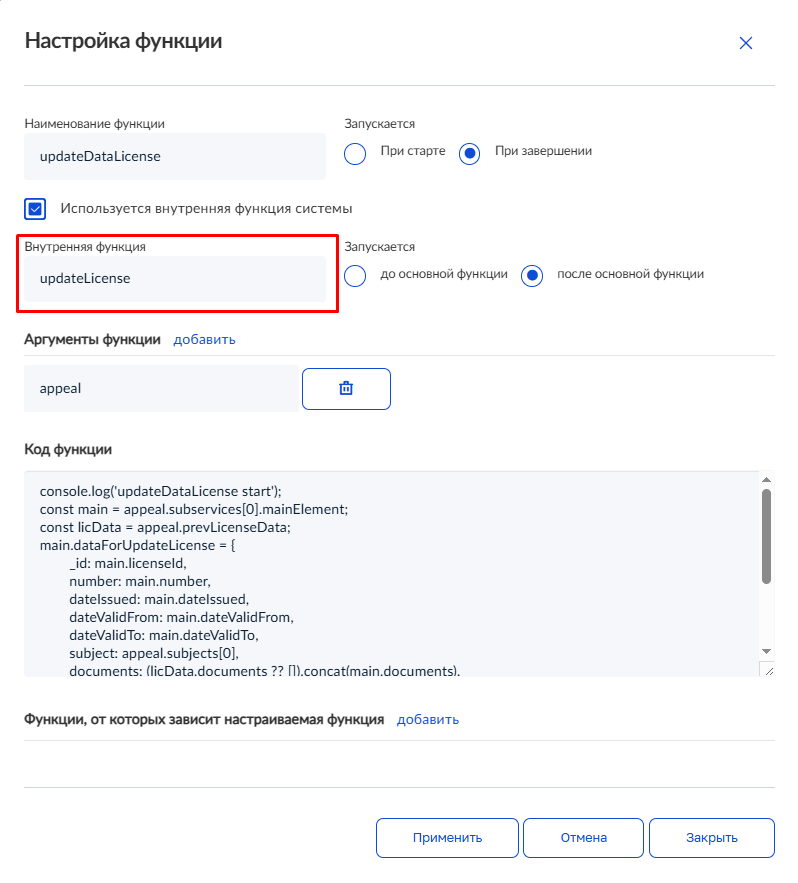 Настройка функции
Наименование функции
Запускается
updateDataLicense
При старте
При завершении
Используется внутренняя функция системы
Внутренняя функция
Запускается
updateLicense
до основной функции
после основной функции
Аргументы функции добавить
appeal
Код функции
console.log('updateDataLicense start');
const main = appeal.subservices[0].mainElement;
const licData = appeal.prevLicenseData;
main.dataForUpdateLicense = {
_id: main.licenseId,
number: main.number,
dateIssued: main.dateIssued,
dateValidFrom: main.dateValidFrom,
dateValidTo: main.dateValidTo,
subject: appeal.subjects[0],
documents: (licData.documents ?? []).concat(main.documents),
Функции, от которых зависит настраиваемая функция добавить
Применить
Отмена
Закрыть